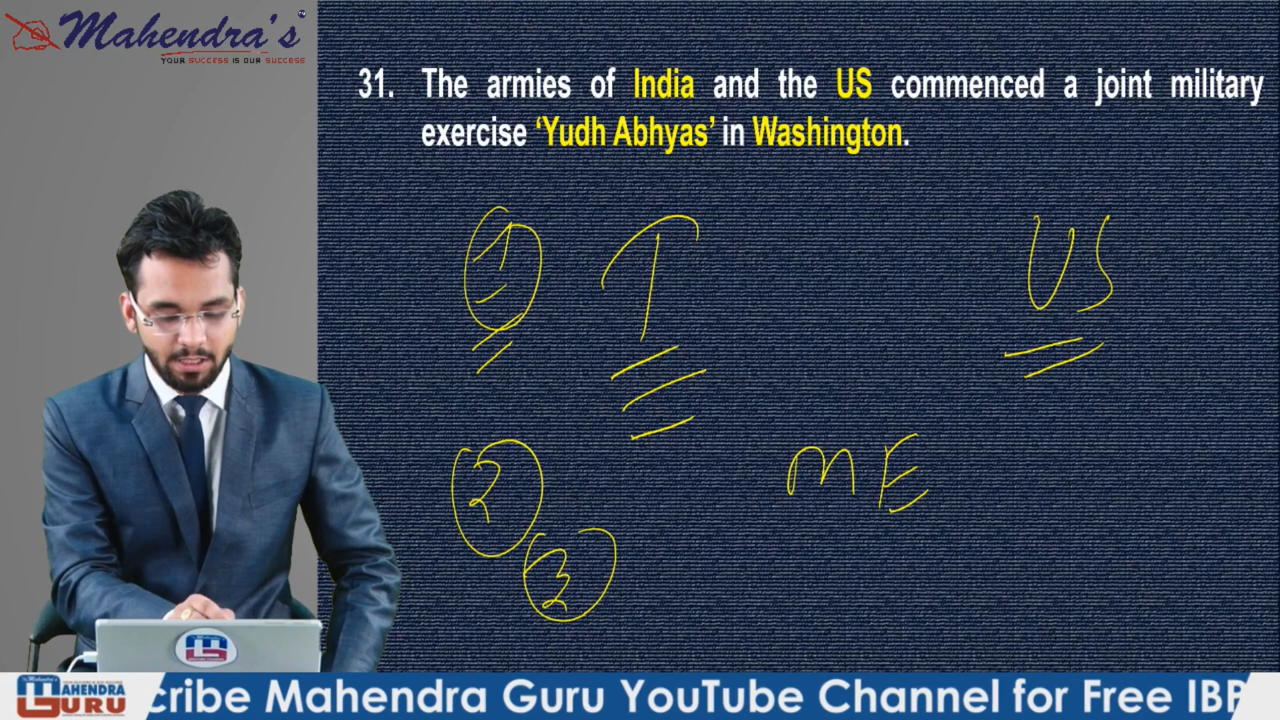 Mahendra's
YOUR SUCCESS IS OUR SUCCESS
31. The armies of India and the US commenced a joint military
exercise ‘Yudh Abhyas’ in Washington.
US
2
ME
3
MAHENDRA
GURU
cribe Mahendra Guru YouTube Channel for Free IBP